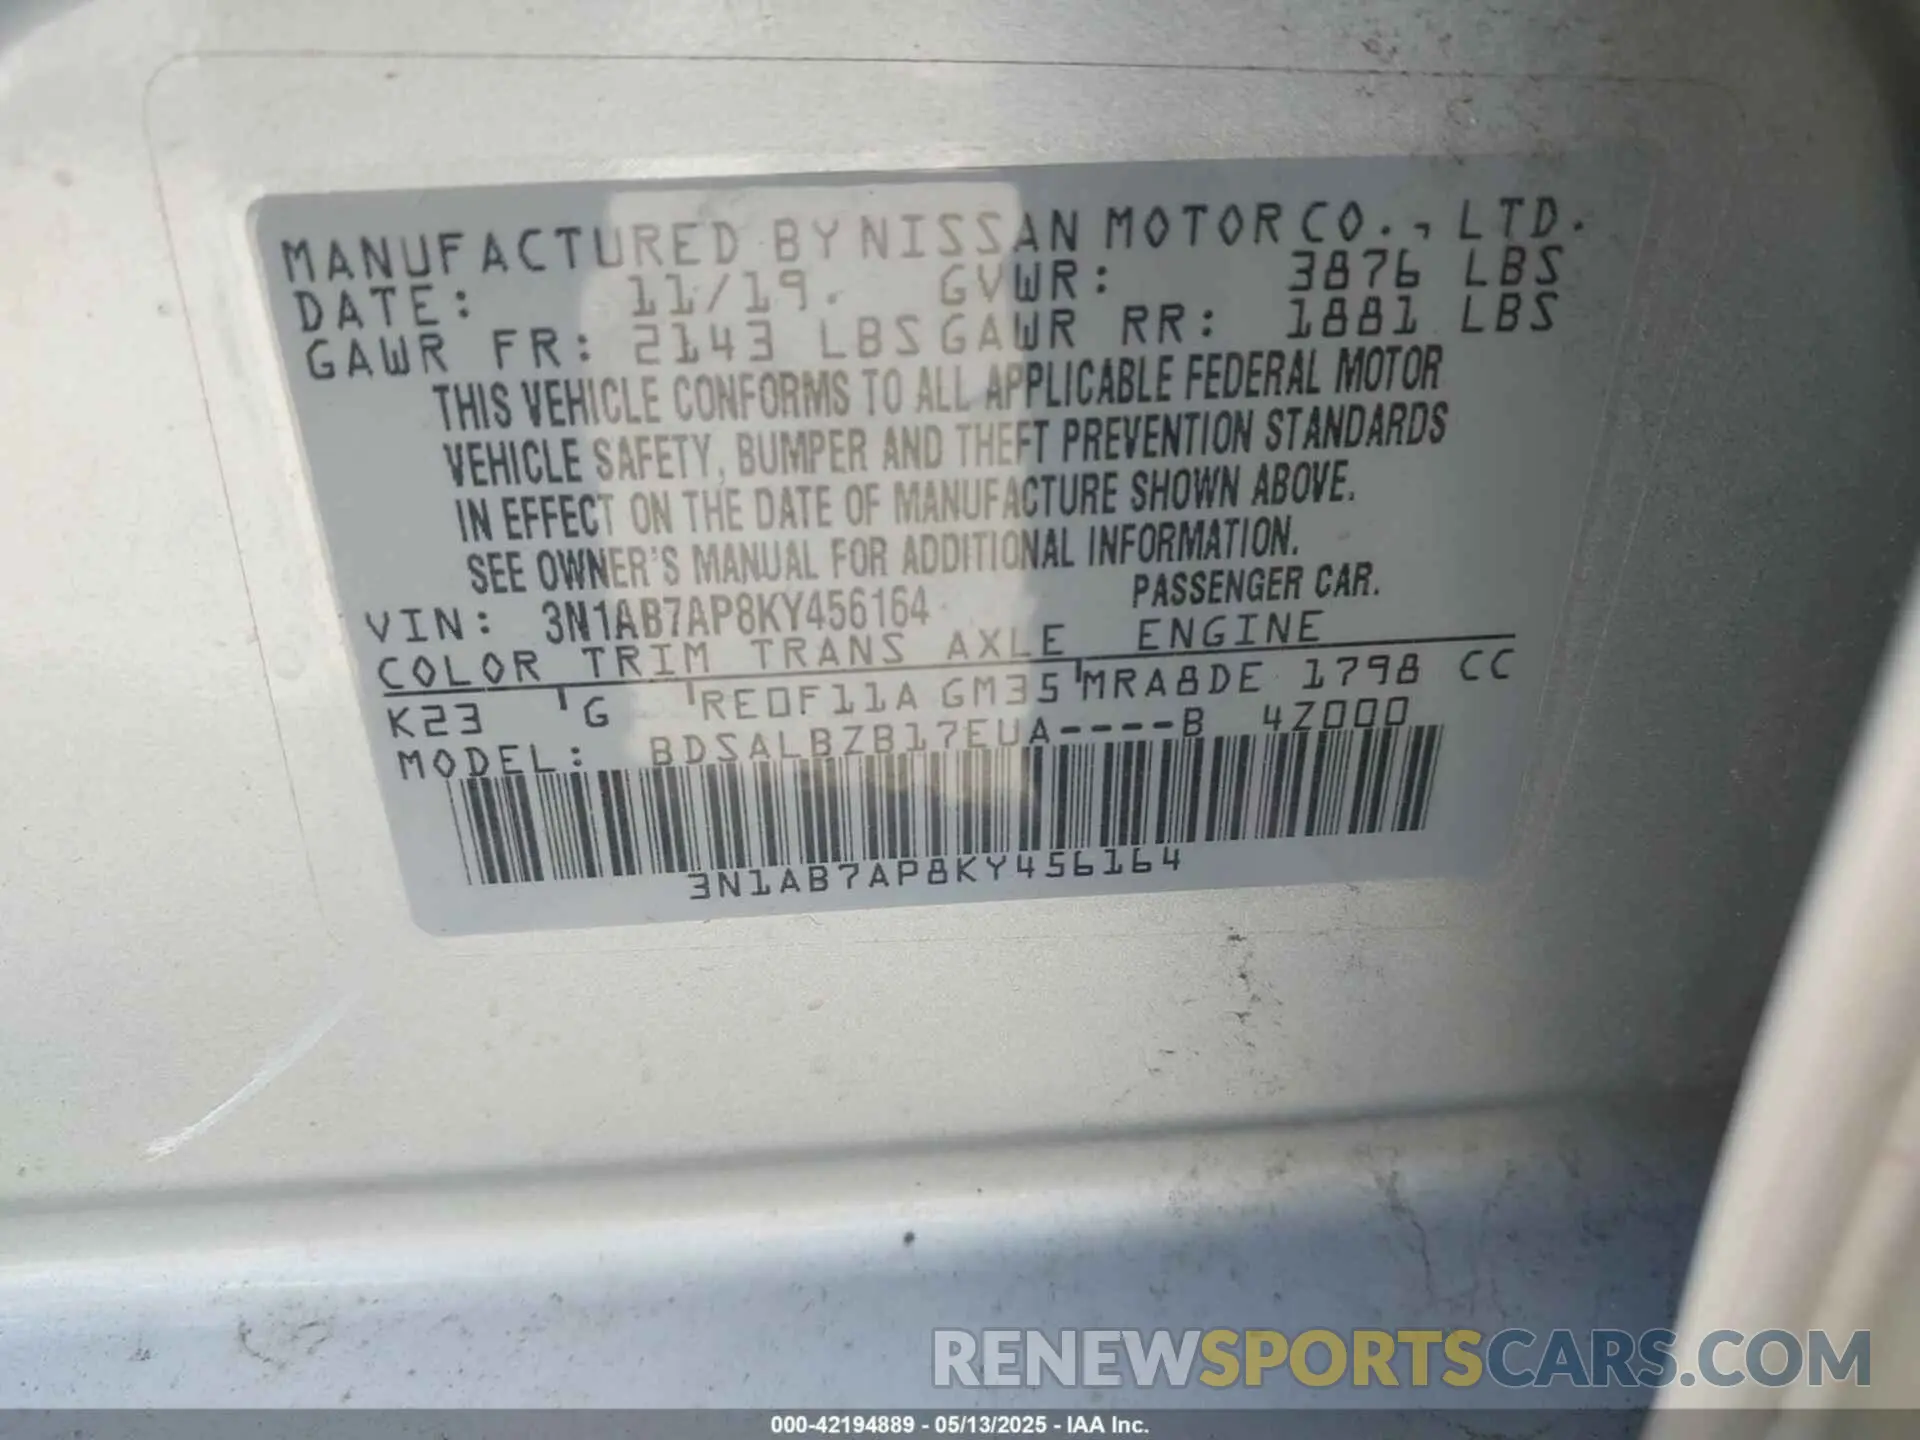 MANUFACTURED BY NISSAN MOTOR CO., LTD.
DATE: 11/19. GVWR: 3876 LBS
GAWR FR: 2143 LBS GAWR RR: 1881 LBS
THIS VEHICLE CONFORMS TO ALL APPLICABLE FEDERAL MOTOR
VEHICLE SAFETY, BUMPER AND THEFT PREVENTION STANDARDS
IN EFFECT ON THE DATE OF MANUFACTURE SHOWN ABOVE.
SEE OWNER'S MANUAL FOR ADDITIONAL INFORMATION.
VIN: 3N1AB7AP8KY456164 PASSENGER CAR.
COLOR TRIM TRANS AXLE ENGINE
K23 G RE0F11A GM35 MRA8DE 1798 CC
MODEL: BDSALBZB17EUA----B 4Z000
3N1AB7AP8KY456164
RENEWSPORTSCARS.COM
000-42194889 - 05/13/2025 - IAA Inc.